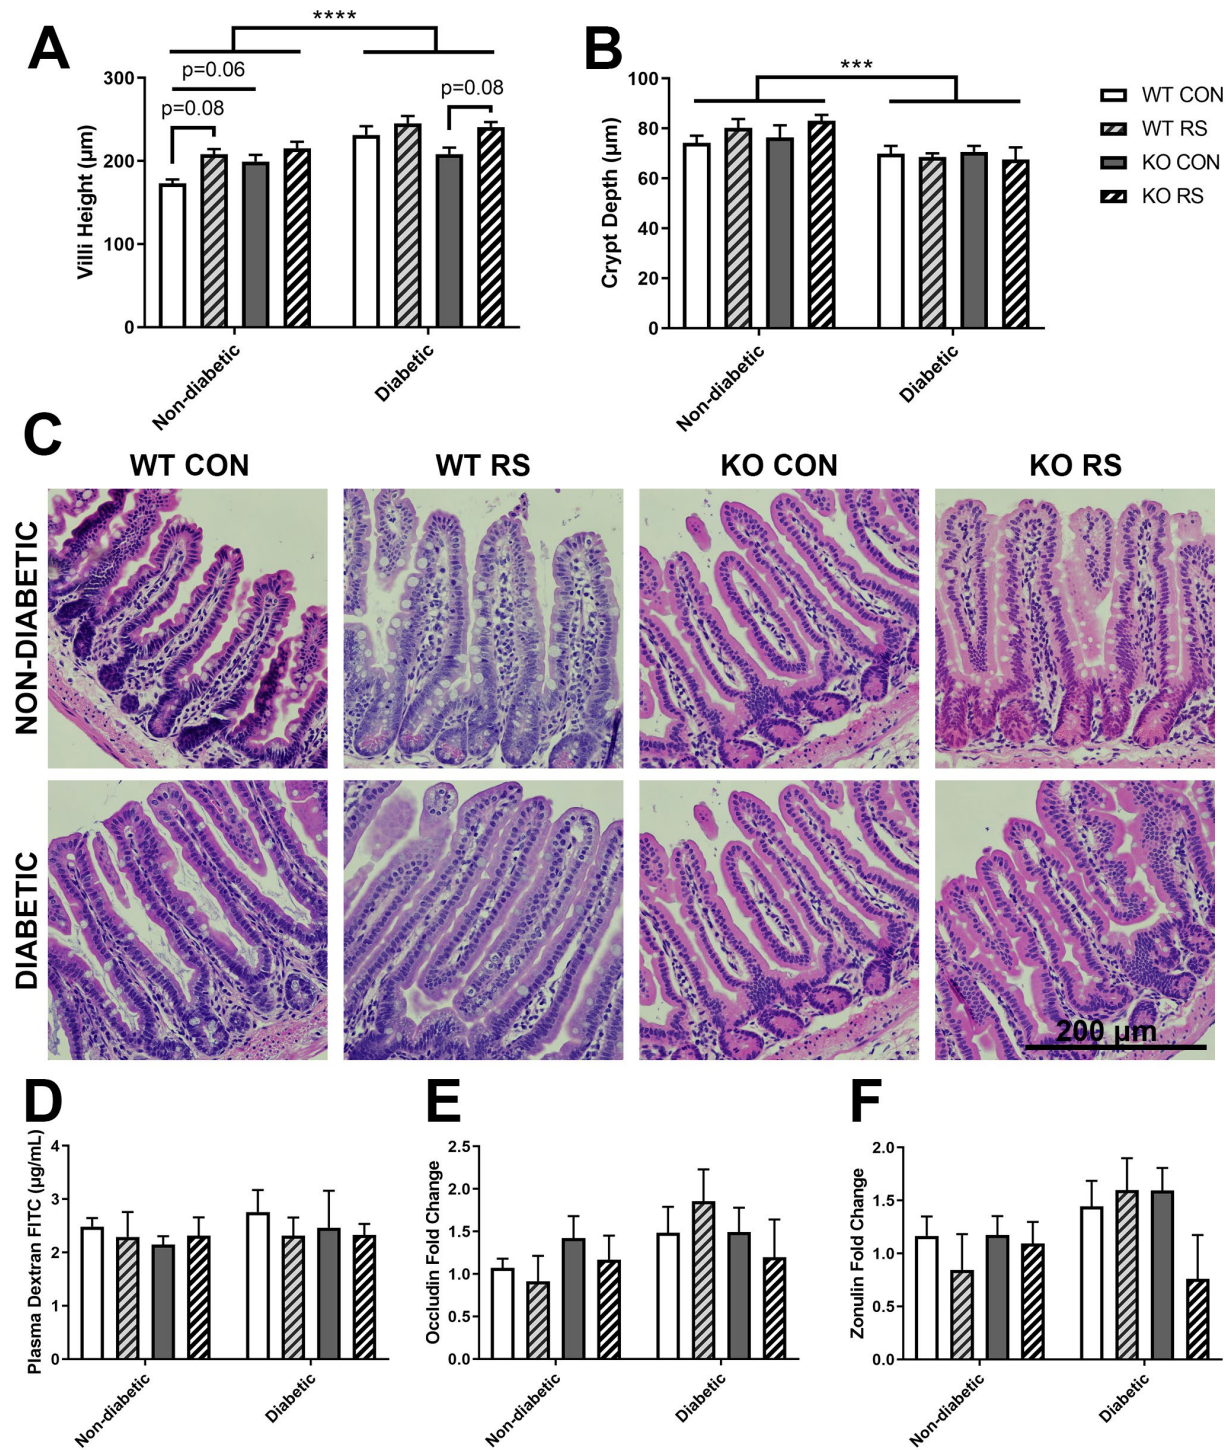 A
****
p=0.06
p=0.08
p=0.08
Villi Height (μm)
300
200
100
0
Non-diabetic
Diabetic
B
***
Crypt Depth (μm)
100
80
60
40
20
0
Non-diabetic
Diabetic
WT CON
WT RS
KO CON
KO RS
C
WT CON
WT RS
KO CON
KO RS
NON-DIABETIC
DIABETIC
200 μm
D
Plasma Dextran FITC (μg/mL)
4
3
2
1
0
Non-diabetic
Diabetic
E
Occludin Fold Change
2.5
2.0
1.5
1.0
0.5
0.0
Non-diabetic
Diabetic
F
Zonulin Fold Change
2.0
1.5
1.0
0.5
0.0
Non-diabetic
Diabetic